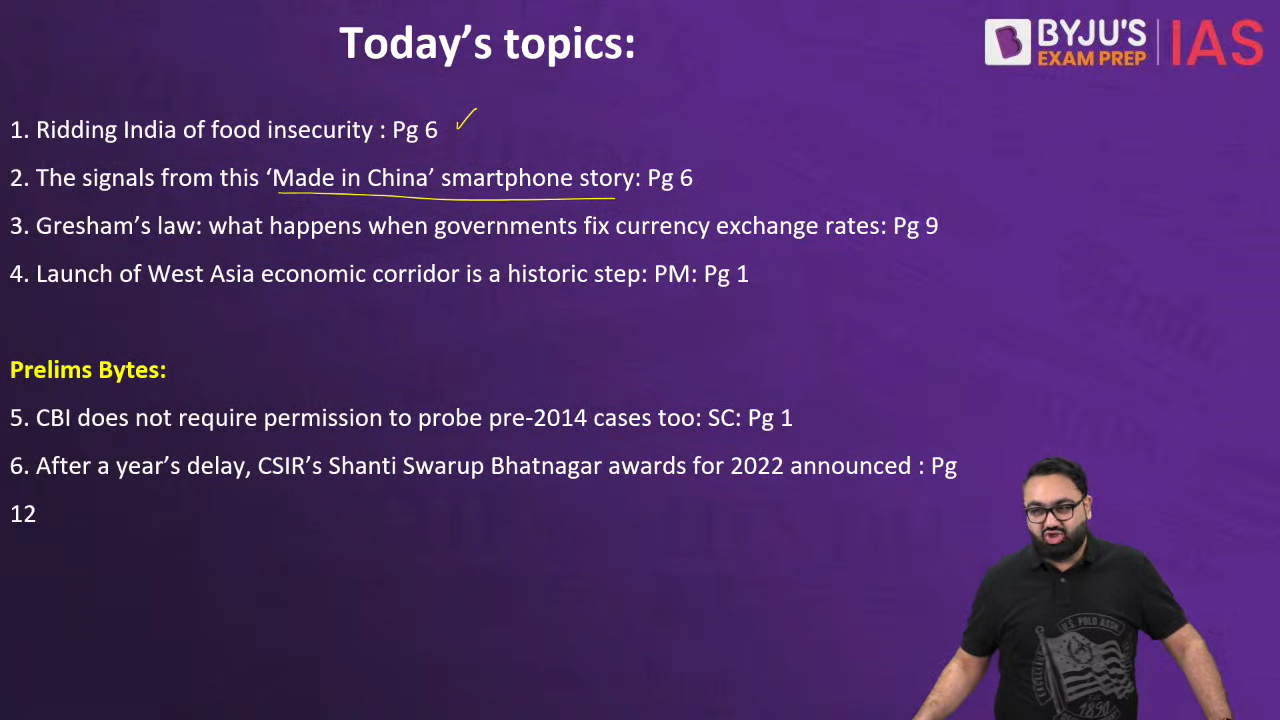 Today's topics:
BYJU'S
EXAM PREP
IAS
1. Ridding India of food insecurity : Pg 6
2. The signals from this ‘Made in China’ smartphone story: Pg 6
3. Gresham’s law: what happens when governments fix currency exchange rates: Pg 9
4. Launch of West Asia economic corridor is a historic step: PM: Pg 1
Prelims Bytes:
5. CBI does not require permission to probe pre-2014 cases too: SC: Pg 1
6. After a year’s delay, CSIR’s Shanti Swarup Bhatnagar awards for 2022 announced : Pg
12
U.S. POLO ASSN.
1890